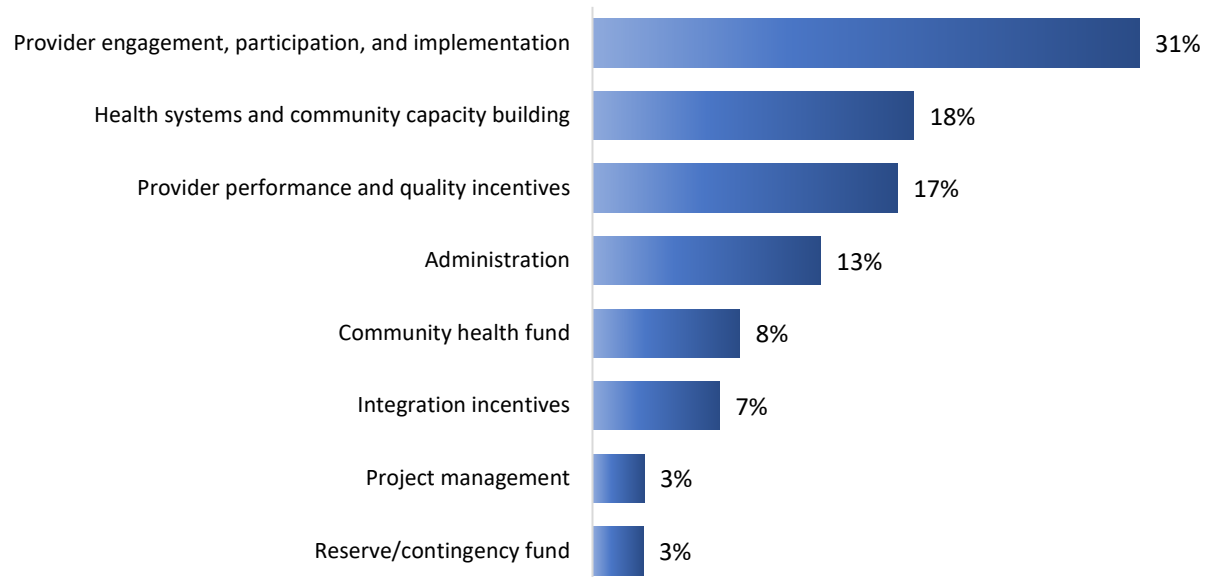 Provider engagement, participation, and implementation 31%
Health systems and community capacity building 18%
Provider performance and quality incentives 17%
Administration 13%
Community health fund 8%
Integration incentives 7%
Project management 3%
Reserve/contingency fund 3%